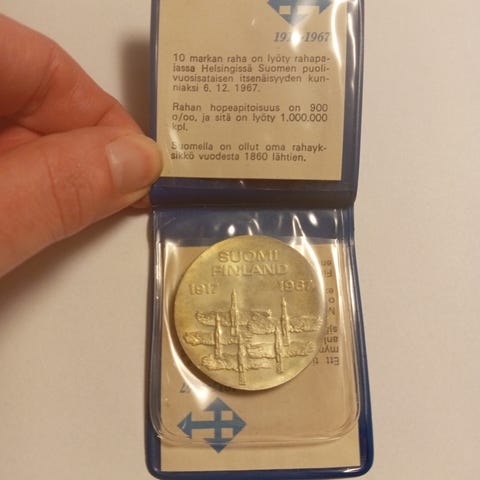 1917-1967
10 markan raha on lyöty rahapa-
jassa Helsingissä Suomen puoli-
vuosisataisen itsenäisyyden kun-
niaksi 6. 12. 1967.
Rahan hopeapitoisuus on 900
o/oo, ja sitä on lyöty 1.000.000
kpl.
Suomella on ollut oma rahayk-
sikkö vuodesta 1860 lähtien.
SUOMI
FINLAND
1917 1967
Ett